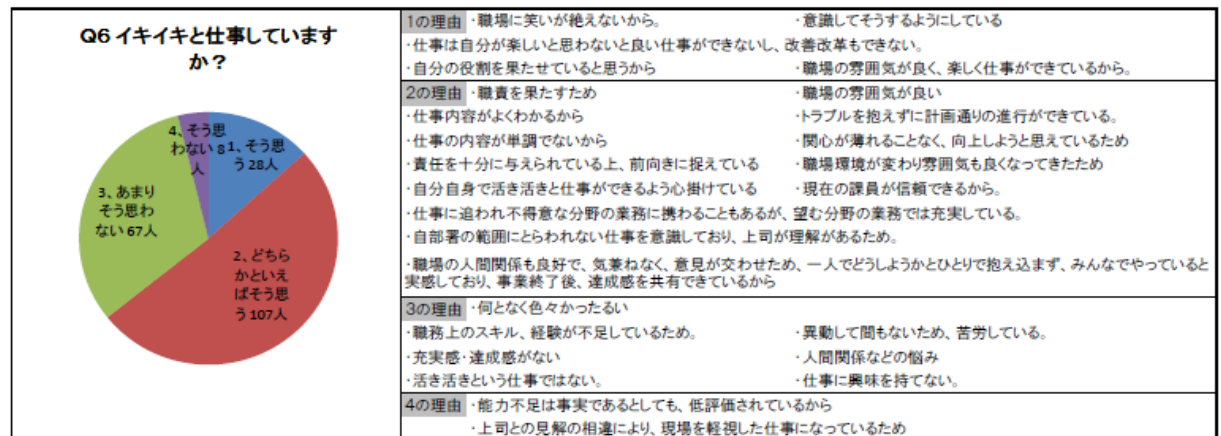 Q6 イキイキと仕事しています
か？
4、そう思
わない 8
人
1、そう思
う 28人
3、あまり
そう思わ
ない 67人
2、どちら
かといえ
ばそう思
う 107人
1の理由 ・職場に笑いが絶えないから。 ・意識してそうするようにしている
・仕事は自分が楽しいと思わないと良い仕事ができないし、改善改革もできない。
・自分の役割を果たせていると思うから ・職場の雰囲気が良く、楽しく仕事ができているから。
2の理由 ・職責を果たすため ・職場の雰囲気が良い
・仕事内容がよくわかるから ・トラブルを抱えずに計画通りの進行ができている。
・仕事の内容が単調でないから ・関心が薄れることなく、向上しようと思えているため
・責任を十分に与えられている上、前向きに捉えている ・職場環境が変わり雰囲気も良くなってきたため
・自分自身で活き活きと仕事ができるよう心掛けている ・現在の課員が信頼できるから。
・仕事に追われ不得意な分野の業務に携わることもあるが、望む分野の業務では充実している。
・自部署の範囲にとらわれない仕事を意識しており、上司が理解があるため。
・職場の人間関係も良好で、気兼ねなく、意見が交わせため、一人でどうしようかとひとりで抱え込まず、みんなでやっていると
実感しており、事業終了後、達成感を共有できているから
3の理由 ・何となく色々かったるい
・職務上のスキル、経験が不足しているため。 ・異動して間もないため、苦労している。
・充実感・達成感がない ・人間関係などの悩み
・活き活きという仕事ではない。 ・仕事に興味を持てない。
4の理由 ・能力不足は事実であるとしても、低評価されているから
・上司との見解の相違により、現場を軽視した仕事になっているため